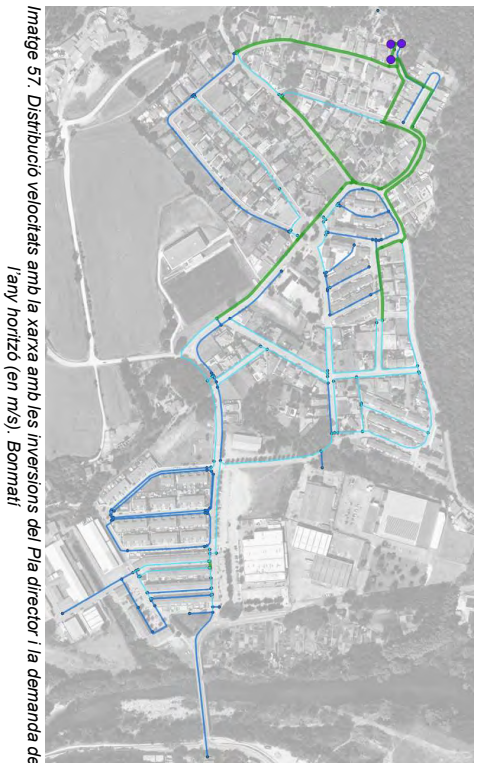 Imatge 57. Distribució velocitats amb la xarxa amb les inversions del Pla director i la demanda de
l'any horitzó (en m/s). Bonmatí